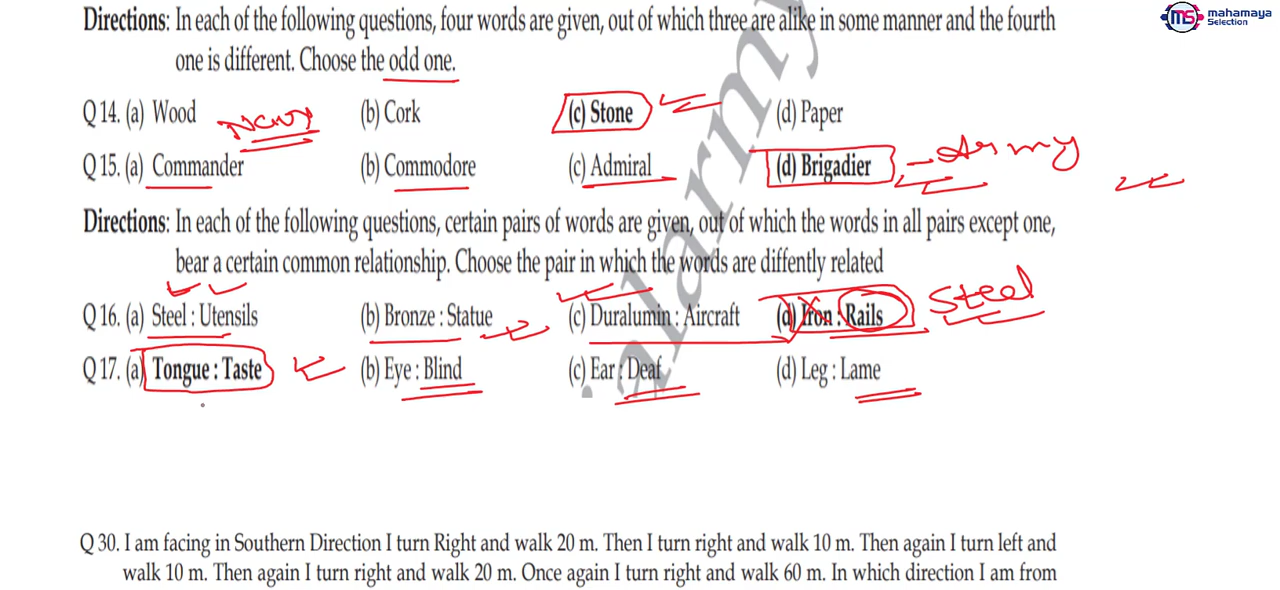 mahamaya
Selection
Directions: In each of the following questions, four words are given, out of which three are alike in some manner and the fourth
one is different. Choose the odd one.
Q14. (a) Wood (b) Cork (c) Stone (d) Paper
Q15. (a) Commander (b) Commodore (c) Admiral (d) Brigadier - Army
Directions: In each of the following questions, certain pairs of words are given, out of which the words in all pairs except one,
bear a certain common relationship. Choose the pair in which the words are diffently related
Q16. (a) Steel : Utensils (b) Bronze : Statue (c) Duralumin : Aircraft (d) Iron : Rails Steel
Q17. (a) Tongue : Taste (b) Eye : Blind (c) Ear : Deaf (d) Leg : Lame
Q 30. I am facing in Southern Direction I turn Right and walk 20 m. Then I turn right and walk 10 m. Then again I turn left and
walk 10 m. Then again I turn right and walk 20 m. Once again I turn right and walk 60 m. In which direction I am from